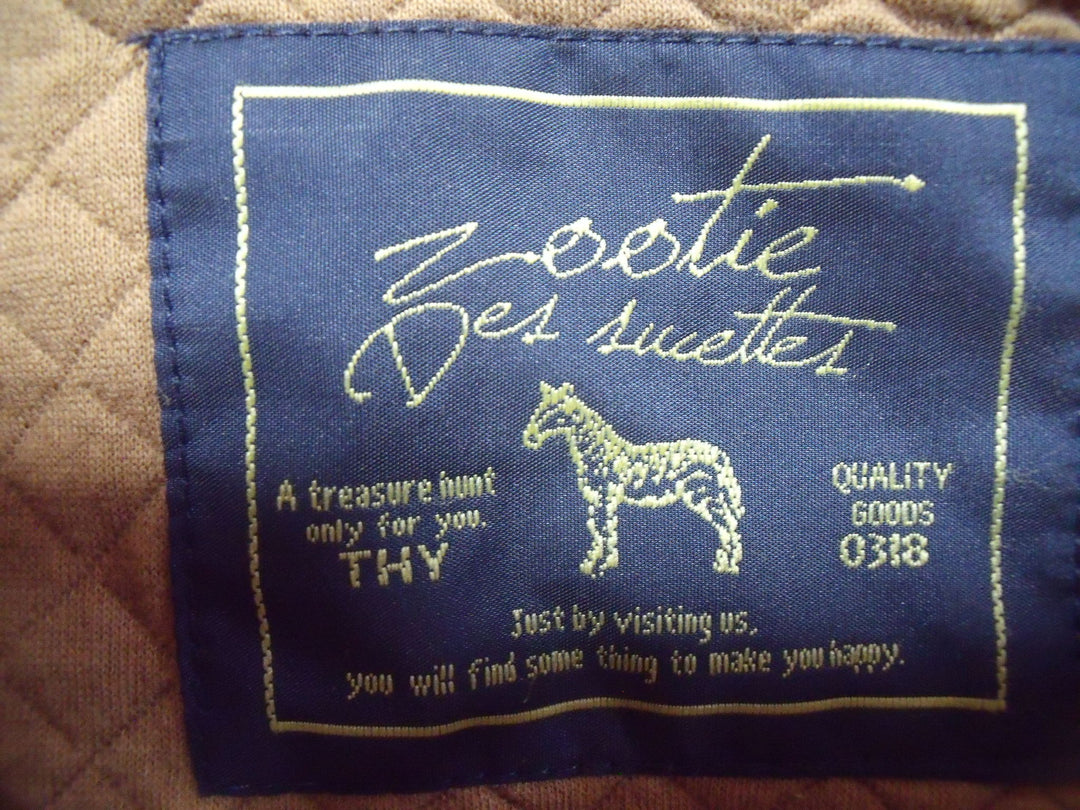 Zootie
Des sucettes
A treasure hunt
only for you.
THY
QUALITY
GOODS
0318
Just by visiting us,
you will find some thing to make you happy.